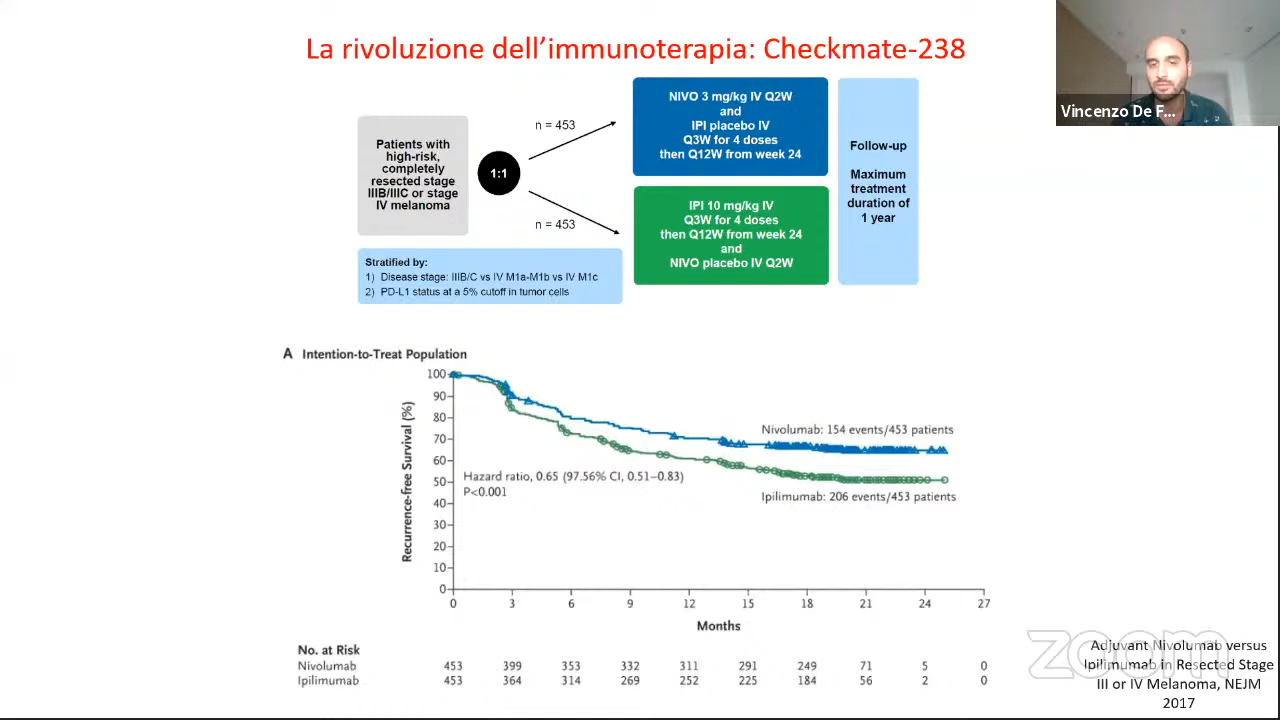 La rivoluzione dell’immunoterapia: Checkmate-238
Vincenzo De F...
Patients with
high-risk,
completely
resected stage
IIIB/IIIC or stage
IV melanoma
1:1
n = 453
n = 453
NIVO 3 mg/kg IV Q2W
and
IPI placebo IV
Q3W for 4 doses
then Q12W from week 24
IPI 10 mg/kg IV
Q3W for 4 doses
then Q12W from week 24
and
NIVO placebo IV Q2W
Follow-up
Maximum
treatment
duration of
1 year
Stratified by:
1) Disease stage: IIIB/C vs IV M1a-M1b vs IV M1c
2) PD-L1 status at a 5% cutoff in tumor cells
A Intention-to-Treat Population
Recurrence-free Survival (%)
100
90
80
70
60
50
40
30
20
10
0
Nivolumab: 154 events/453 patients
Hazard ratio, 0.65 (97.56% CI, 0.51–0.83)
P<0.001
Ipilimumab: 206 events/453 patients
0 3 6 9 12 15 18 21 24 27
Months
No. at Risk
Nivolumab 453 399 353 332 311 291 249 71 5 0
Ipilimumab 453 364 314 269 252 225 184 56 2 0
zoom
Adjuvant Nivolumab versus
Ipilimumab in Resected Stage
III or IV Melanoma, NEJM
2017